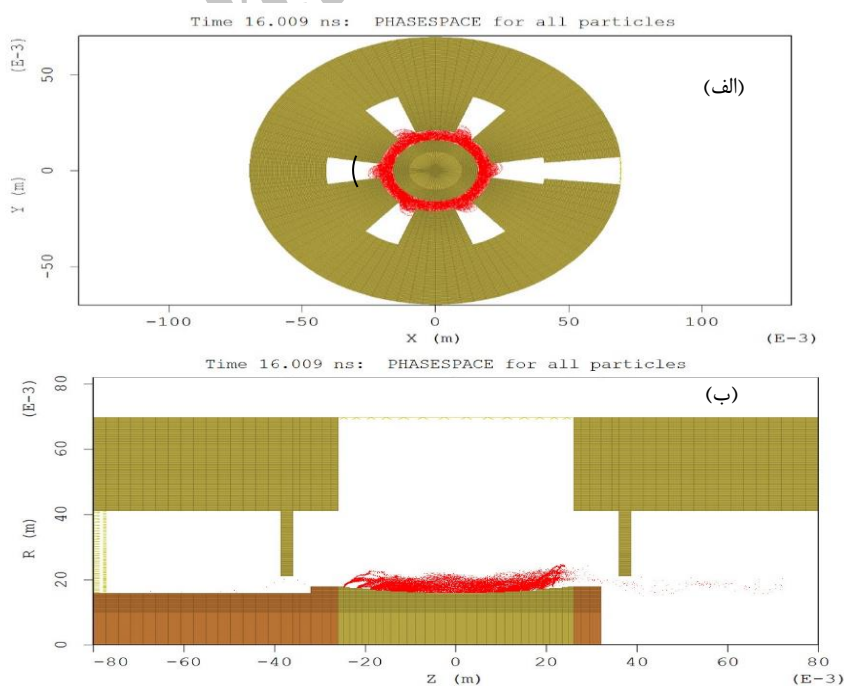 Time 16.009 ns: PHASESPACE for all particles
(E-3)
(الف)
Y (m)
50
0
-50
-100
-50
0
50
100
X (m)
(E-3)
Time 16.009 ns: PHASESPACE for all particles
(E-3)
(ب)
R (m)
80
60
40
20
0
-80
-60
-40
-20
0
20
40
60
80
Z (m)
(E-3)